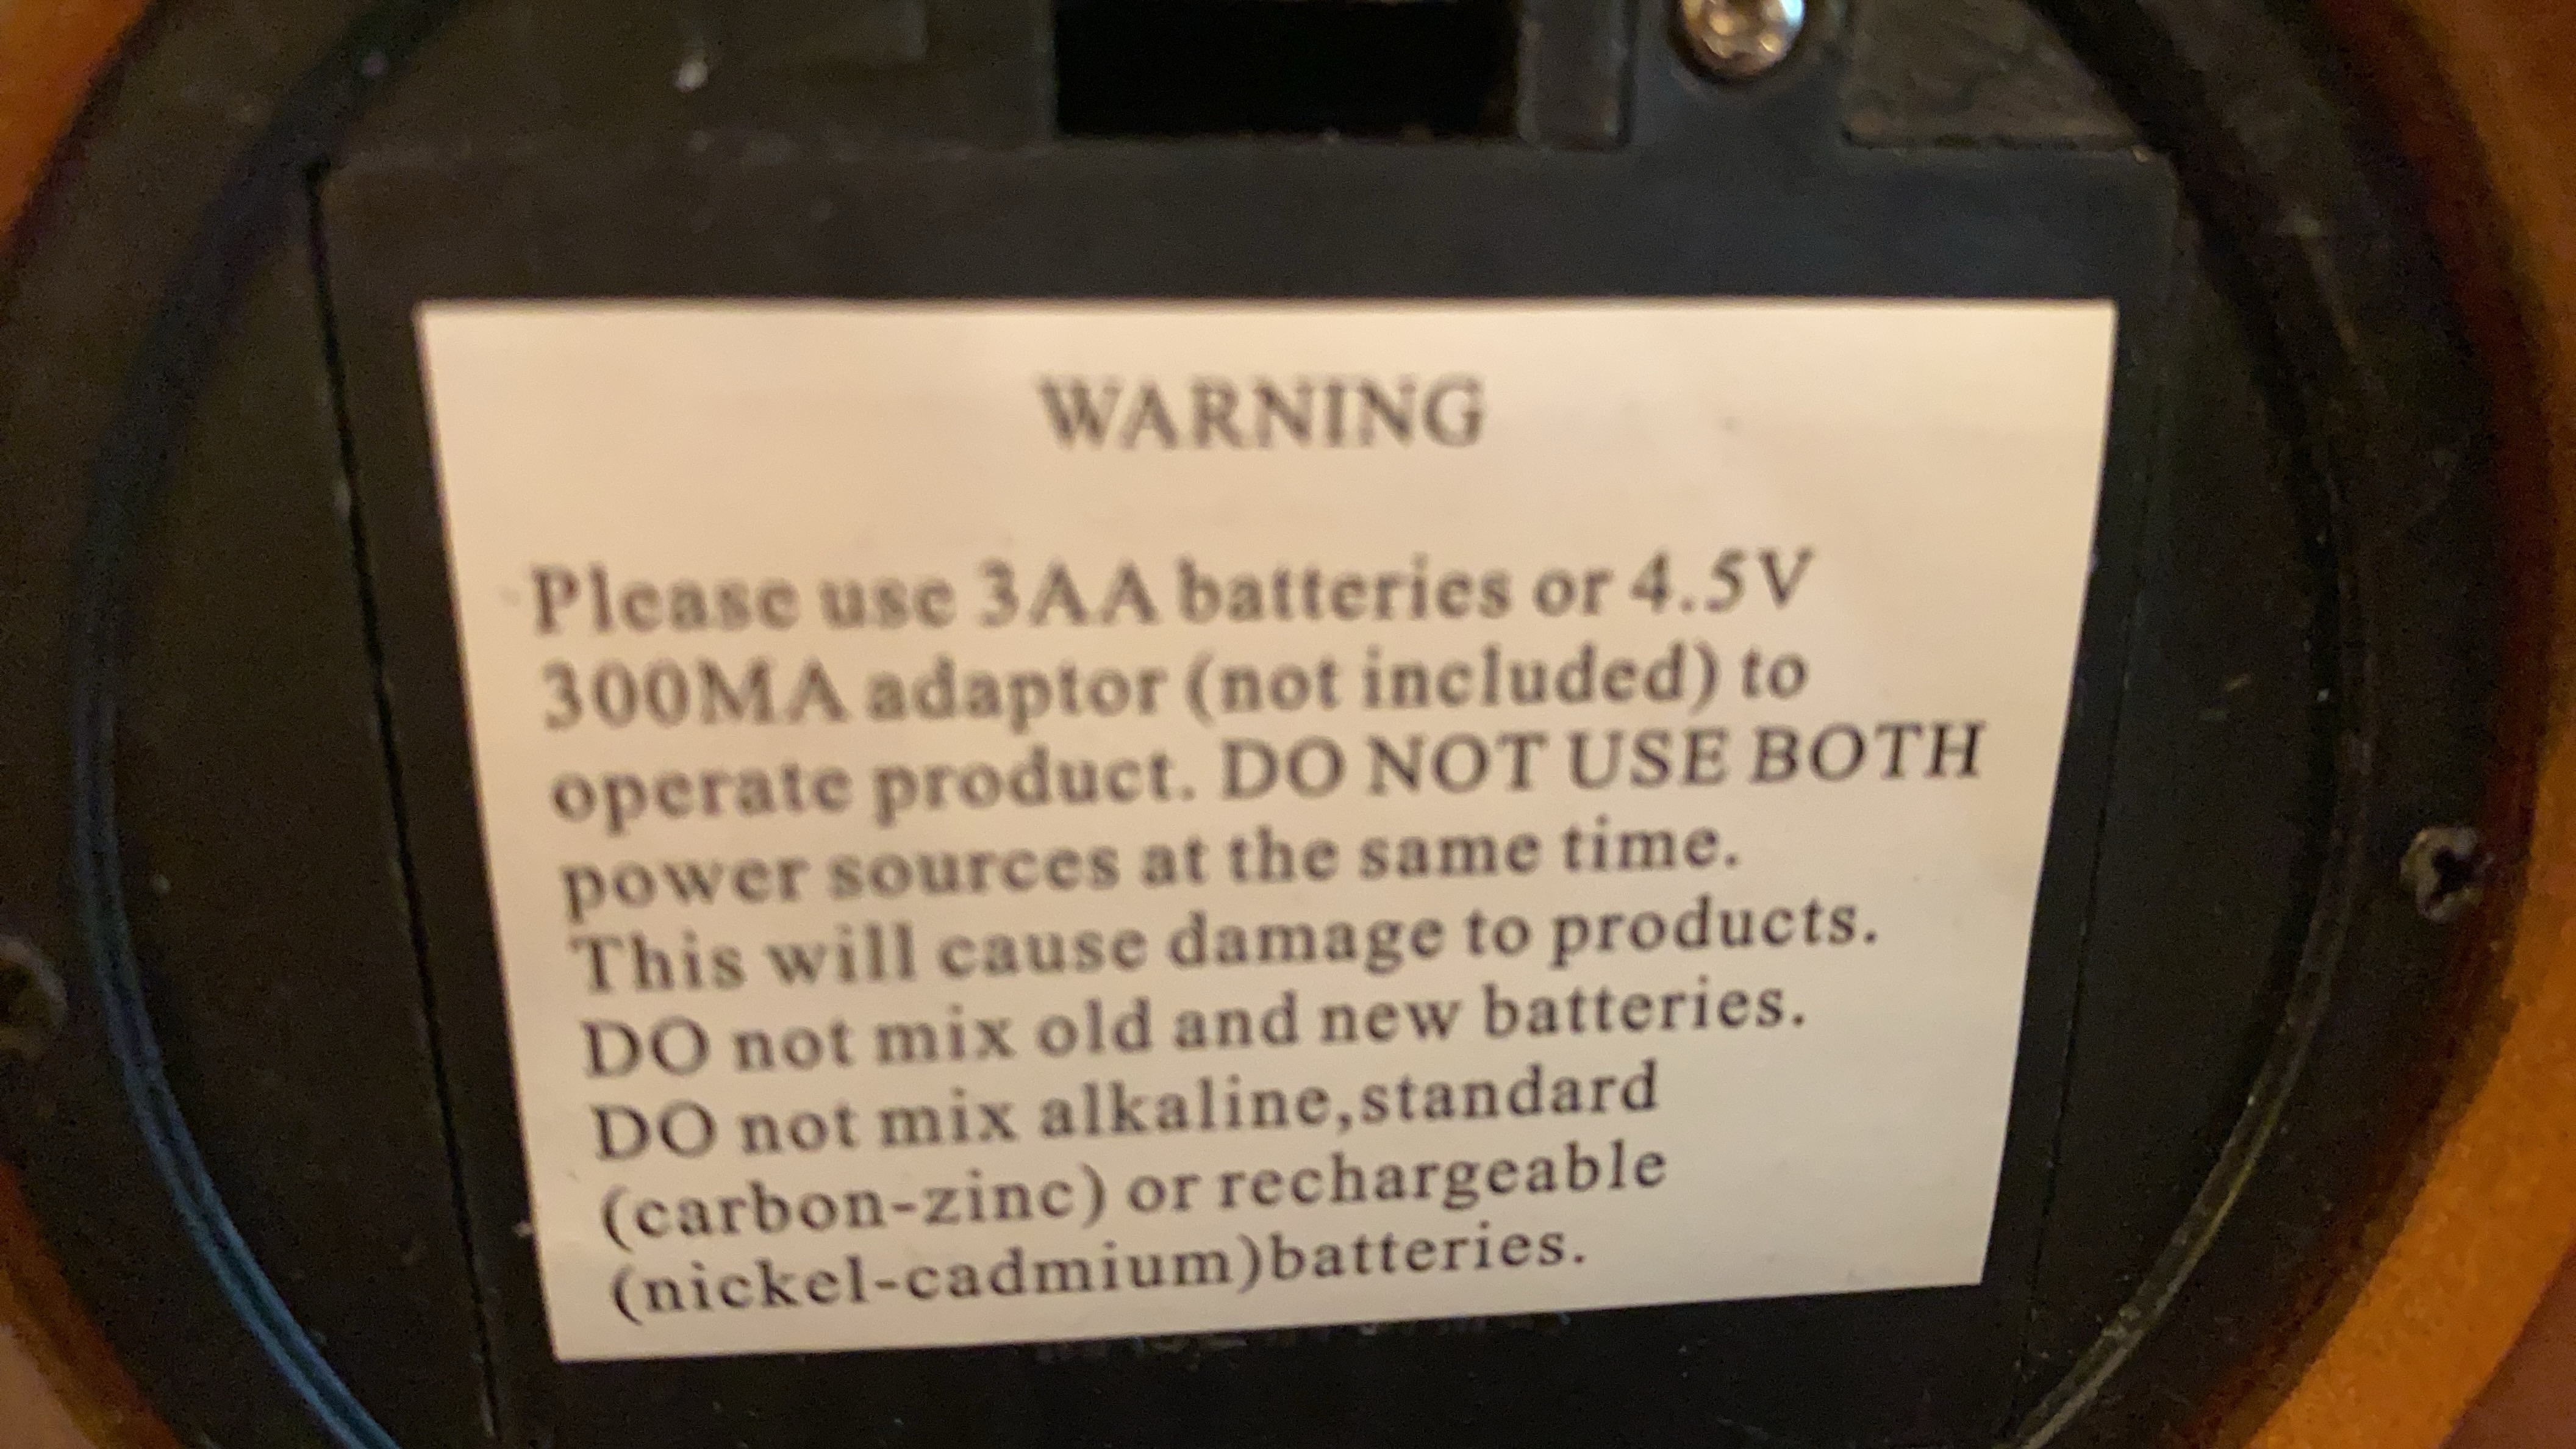 WARNING
Please use 3AA batteries or 4.5V
300MA adaptor (not included) to
operate product. DO NOT USE BOTH
power sources at the same time.
This will cause damage to products.
DO not mix old and new batteries.
DO not mix alkaline,standard
(carbon-zinc) or rechargeable
(nickel-cadmium)batteries.